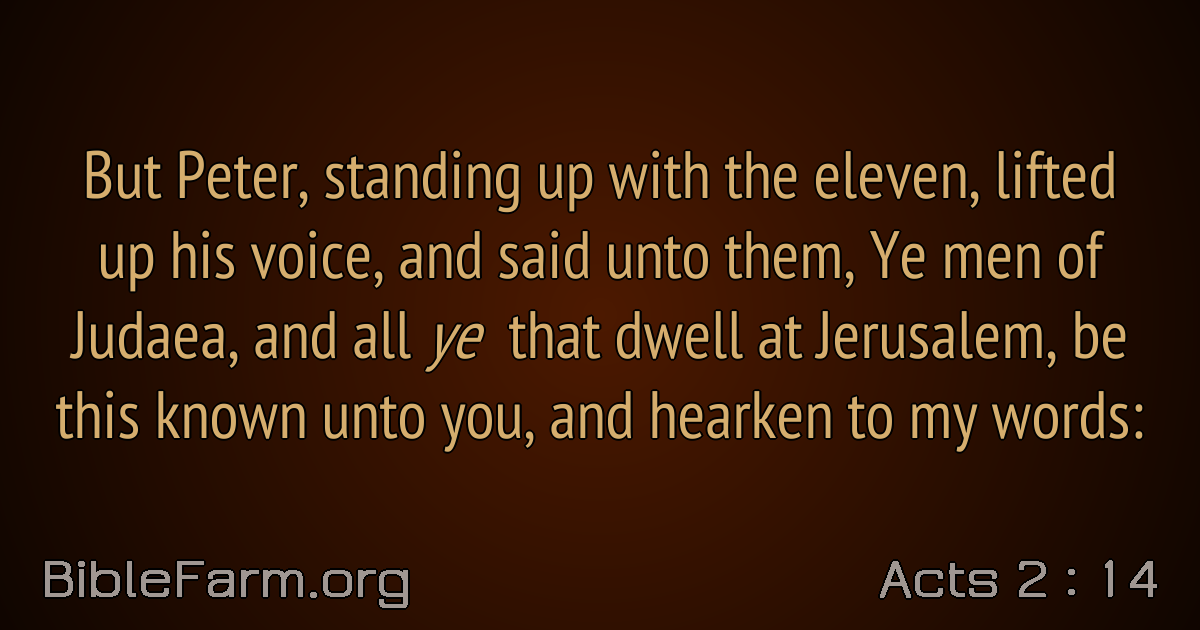 But Peter, standing up with the eleven, lifted
up his voice, and said unto them, Ye men of
Judaea, and all ye that dwell at Jerusalem, be
this known unto you, and hearken to my words:
BibleFarm.org
Acts 2 : 14